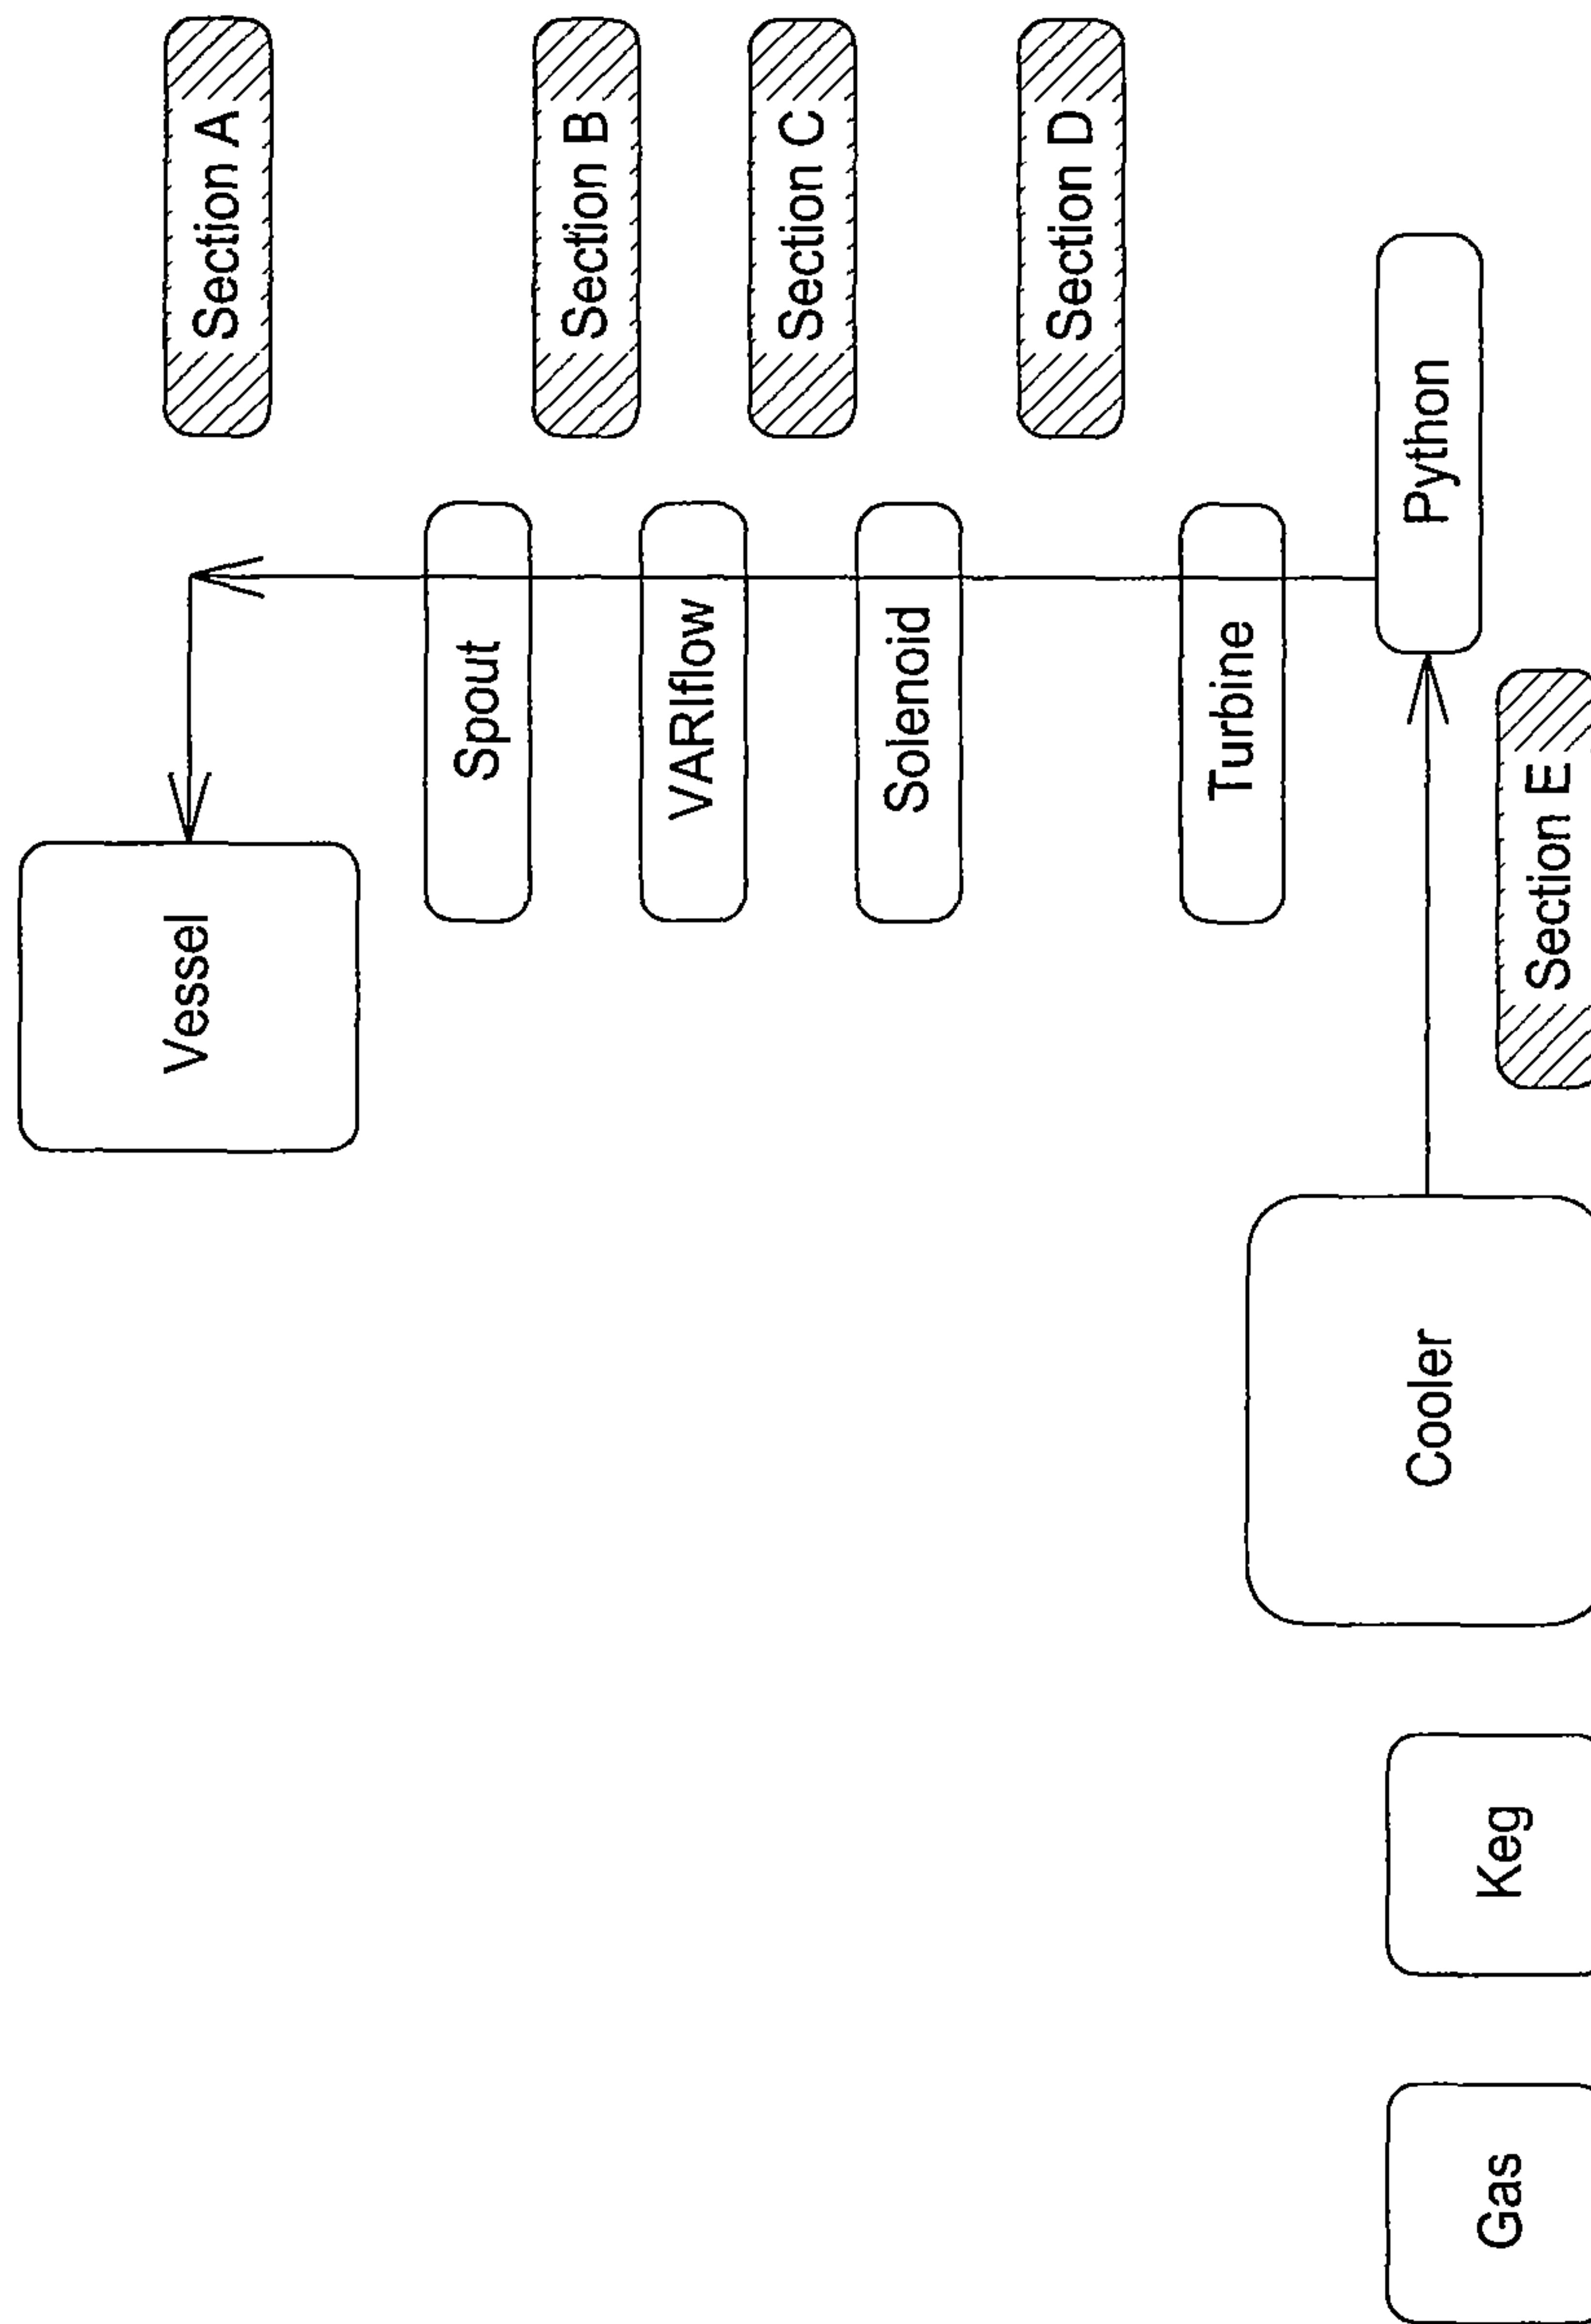 Section A
Section B
Section C
Section D
Vessel
Spout
VARIflow
Solenoid
Turbine
Python
Section E
Cooler
Keg
Gas